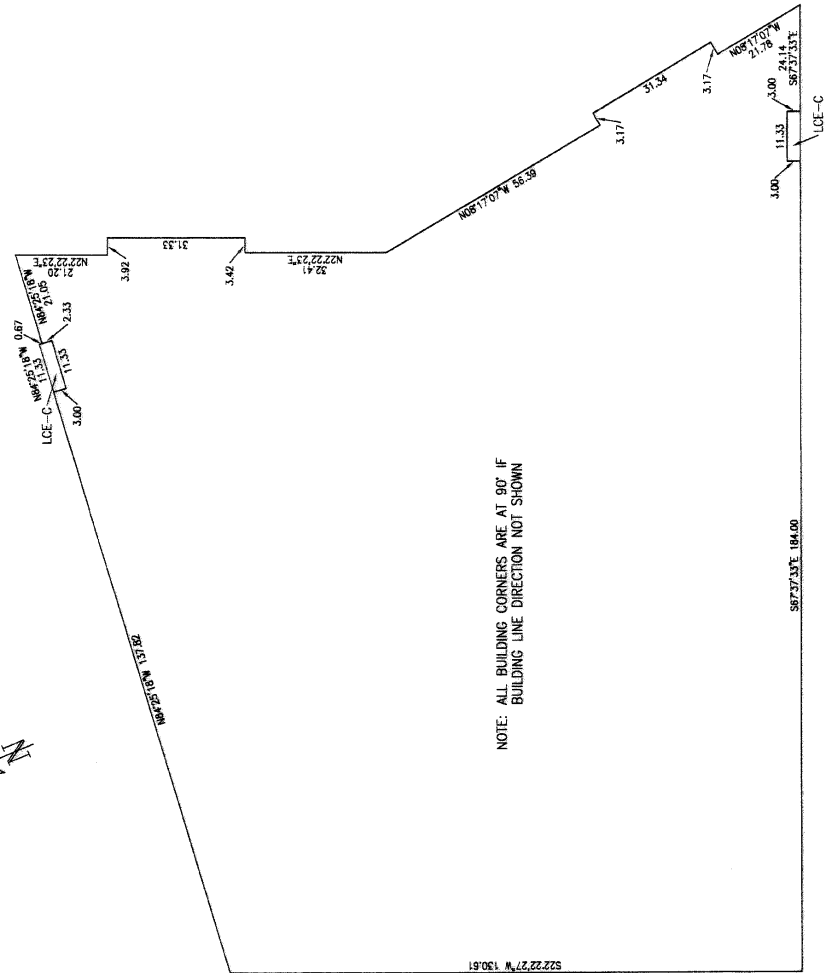 N22°22'23"E
21.20
N84°25'18"W
21.05
0.67
2.33
N84°25'18"W
11.33
11.33
LCE-C
3.00
3.92
31.33
3.42
N22°22'23"E
32.41
N08°17'07"W 56.39
3.17
31.34
3.17
N08°17'07"W
21.78
24.14
S67°37'33"E
3.00
11.33
3.00
LCE-C
N84°25'18"W 137.82
N
NOTE: ALL BUILDING CORNERS ARE AT 90° IF
BUILDING LINE DIRECTION NOT SHOWN
S67°37'33"E 184.00
S22°22'27"W 130.61